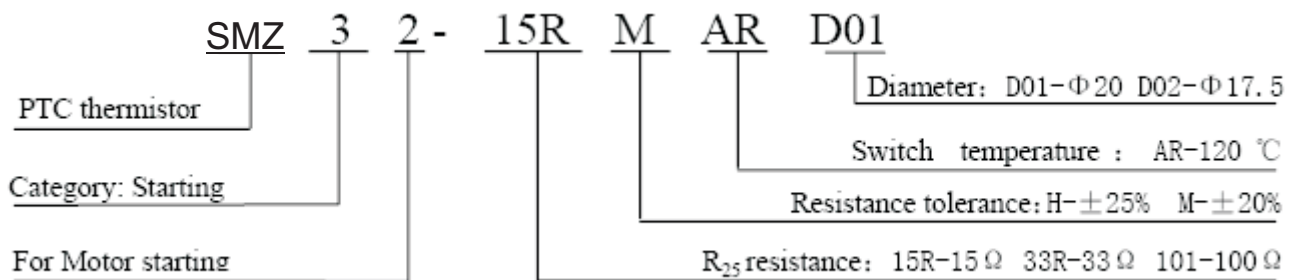 SMZ 3 2 - 15R M AR D01
Diameter: D01-Φ20 D02-Φ17.5
PTC thermistor
Switch temperature : AR-120 ℃
Category: Starting
Resistance tolerance: H-±25% M-±20%
For Motor starting
R₂₅ resistance: 15R-15Ω 33R-33Ω 101-100Ω